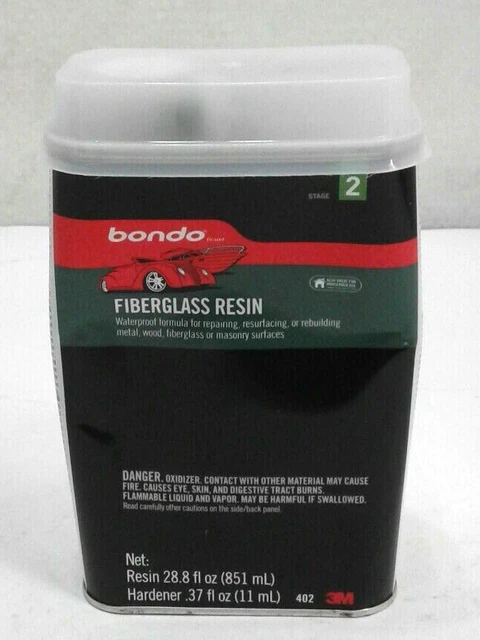 STAGE 2
bondo
FIBERGLASS RESIN
Waterproof formula for repairing, resurfacing, or rebuilding
metal, wood, fiberglass or masonry surfaces
DANGER. OXIDIZER. CONTACT WITH OTHER MATERIAL MAY CAUSE
FIRE. CAUSES EYE, SKIN, AND DIGESTIVE TRACT BURNS.
FLAMMABLE LIQUID AND VAPOR. MAY BE HARMFUL IF SWALLOWED.
Read carefully other cautions on the side/back panel.
Net:
Resin 28.8 fl oz (851 mL)
Hardener .37 fl oz (11 mL) 402 3M